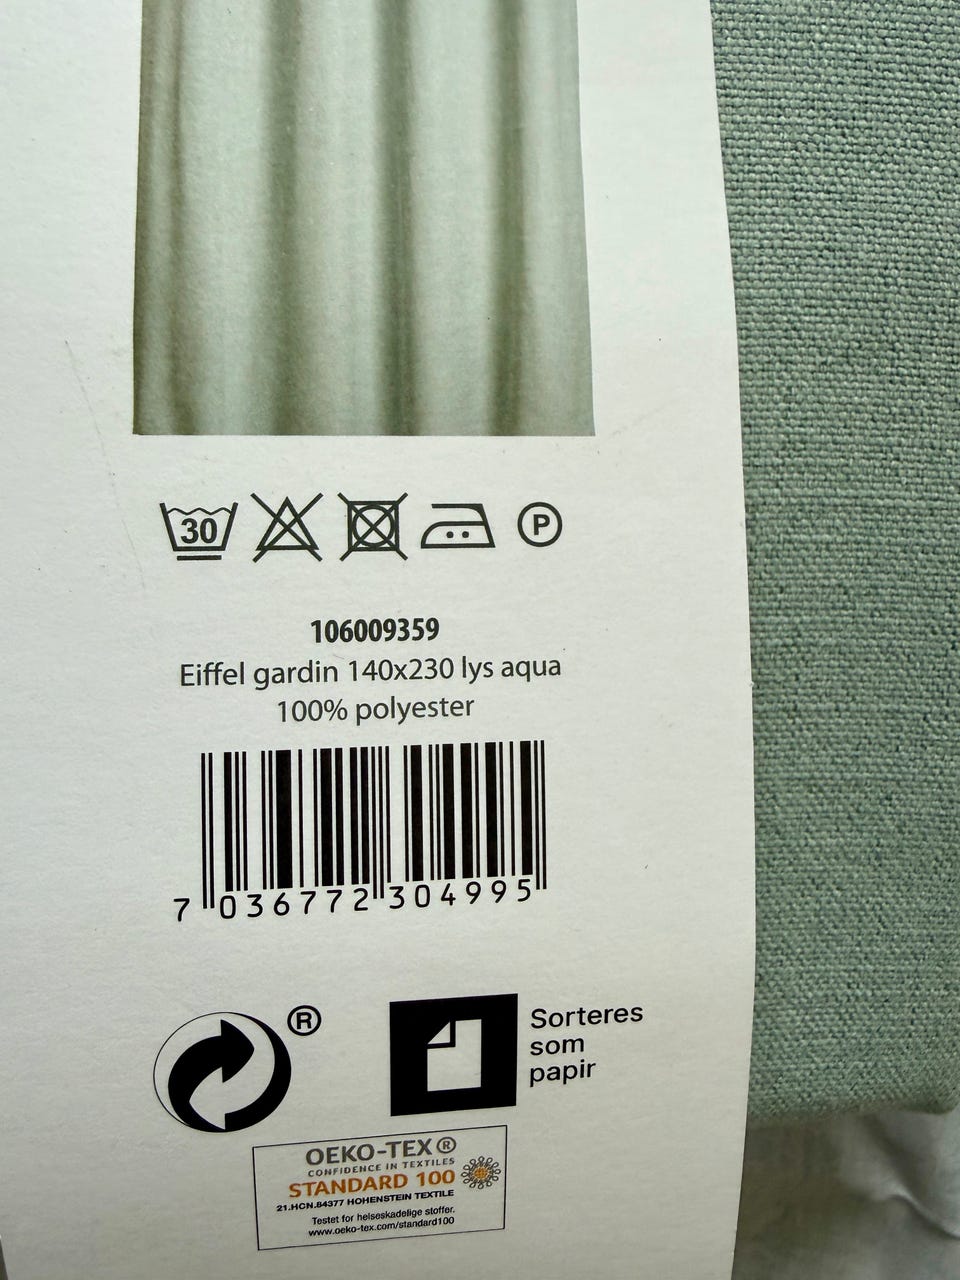 30
P
106009359
Eiffel gardin 140x230 lys aqua
100% polyester
7 036772 304995
®
Sorteres
som
papir
OEKO-TEX®
CONFIDENCE IN TEXTILES
STANDARD 100
21.HCN.84377 HOHENSTEIN TEXTILE
Testet for helseskadelige stoffer.
www.oeko-tex.com/standard100